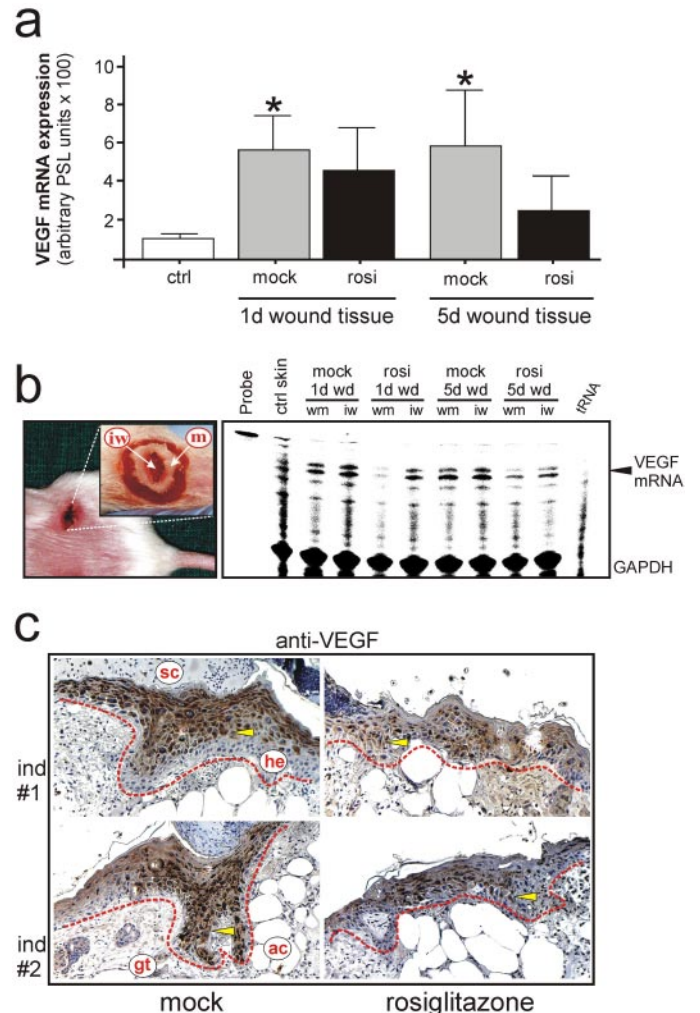 a
VEGF mRNA expression
(arbitrary PSL units x 100)
10
8
6
4
2
*
*
ctrl
mock
rosi
mock
rosi
1d wound tissue
5d wound tissue
b
iw
m
Probe
ctrl skin
mock
1d wd
rosi
1d wd
mock
5d wd
rosi
5d wd
tRNA
wm
iw
wm
iw
wm
iw
wm
iw
VEGF
mRNA
GAPDH
c
anti-VEGF
ind
#1
sc
he
ind
#2
gt
ac
mock
rosiglitazone